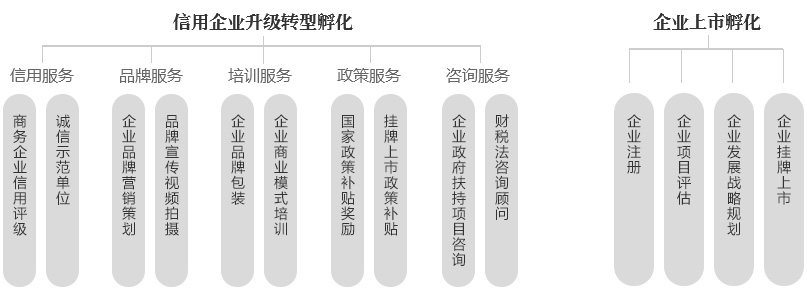 信用企业升级转型孵化
信用服务
品牌服务
培训服务
政策服务
咨询服务
商务企业信用评级
诚信示范单位
企业品牌营销策划
品牌宣传视频拍摄
企业品牌包装
企业商业模式培训
国家政策补贴奖励
挂牌上市政策补贴
企业政府扶持项目咨询
财税法咨询顾问
企业上市孵化
企业注册
企业项目评估
企业发展战略规划
企业挂牌上市